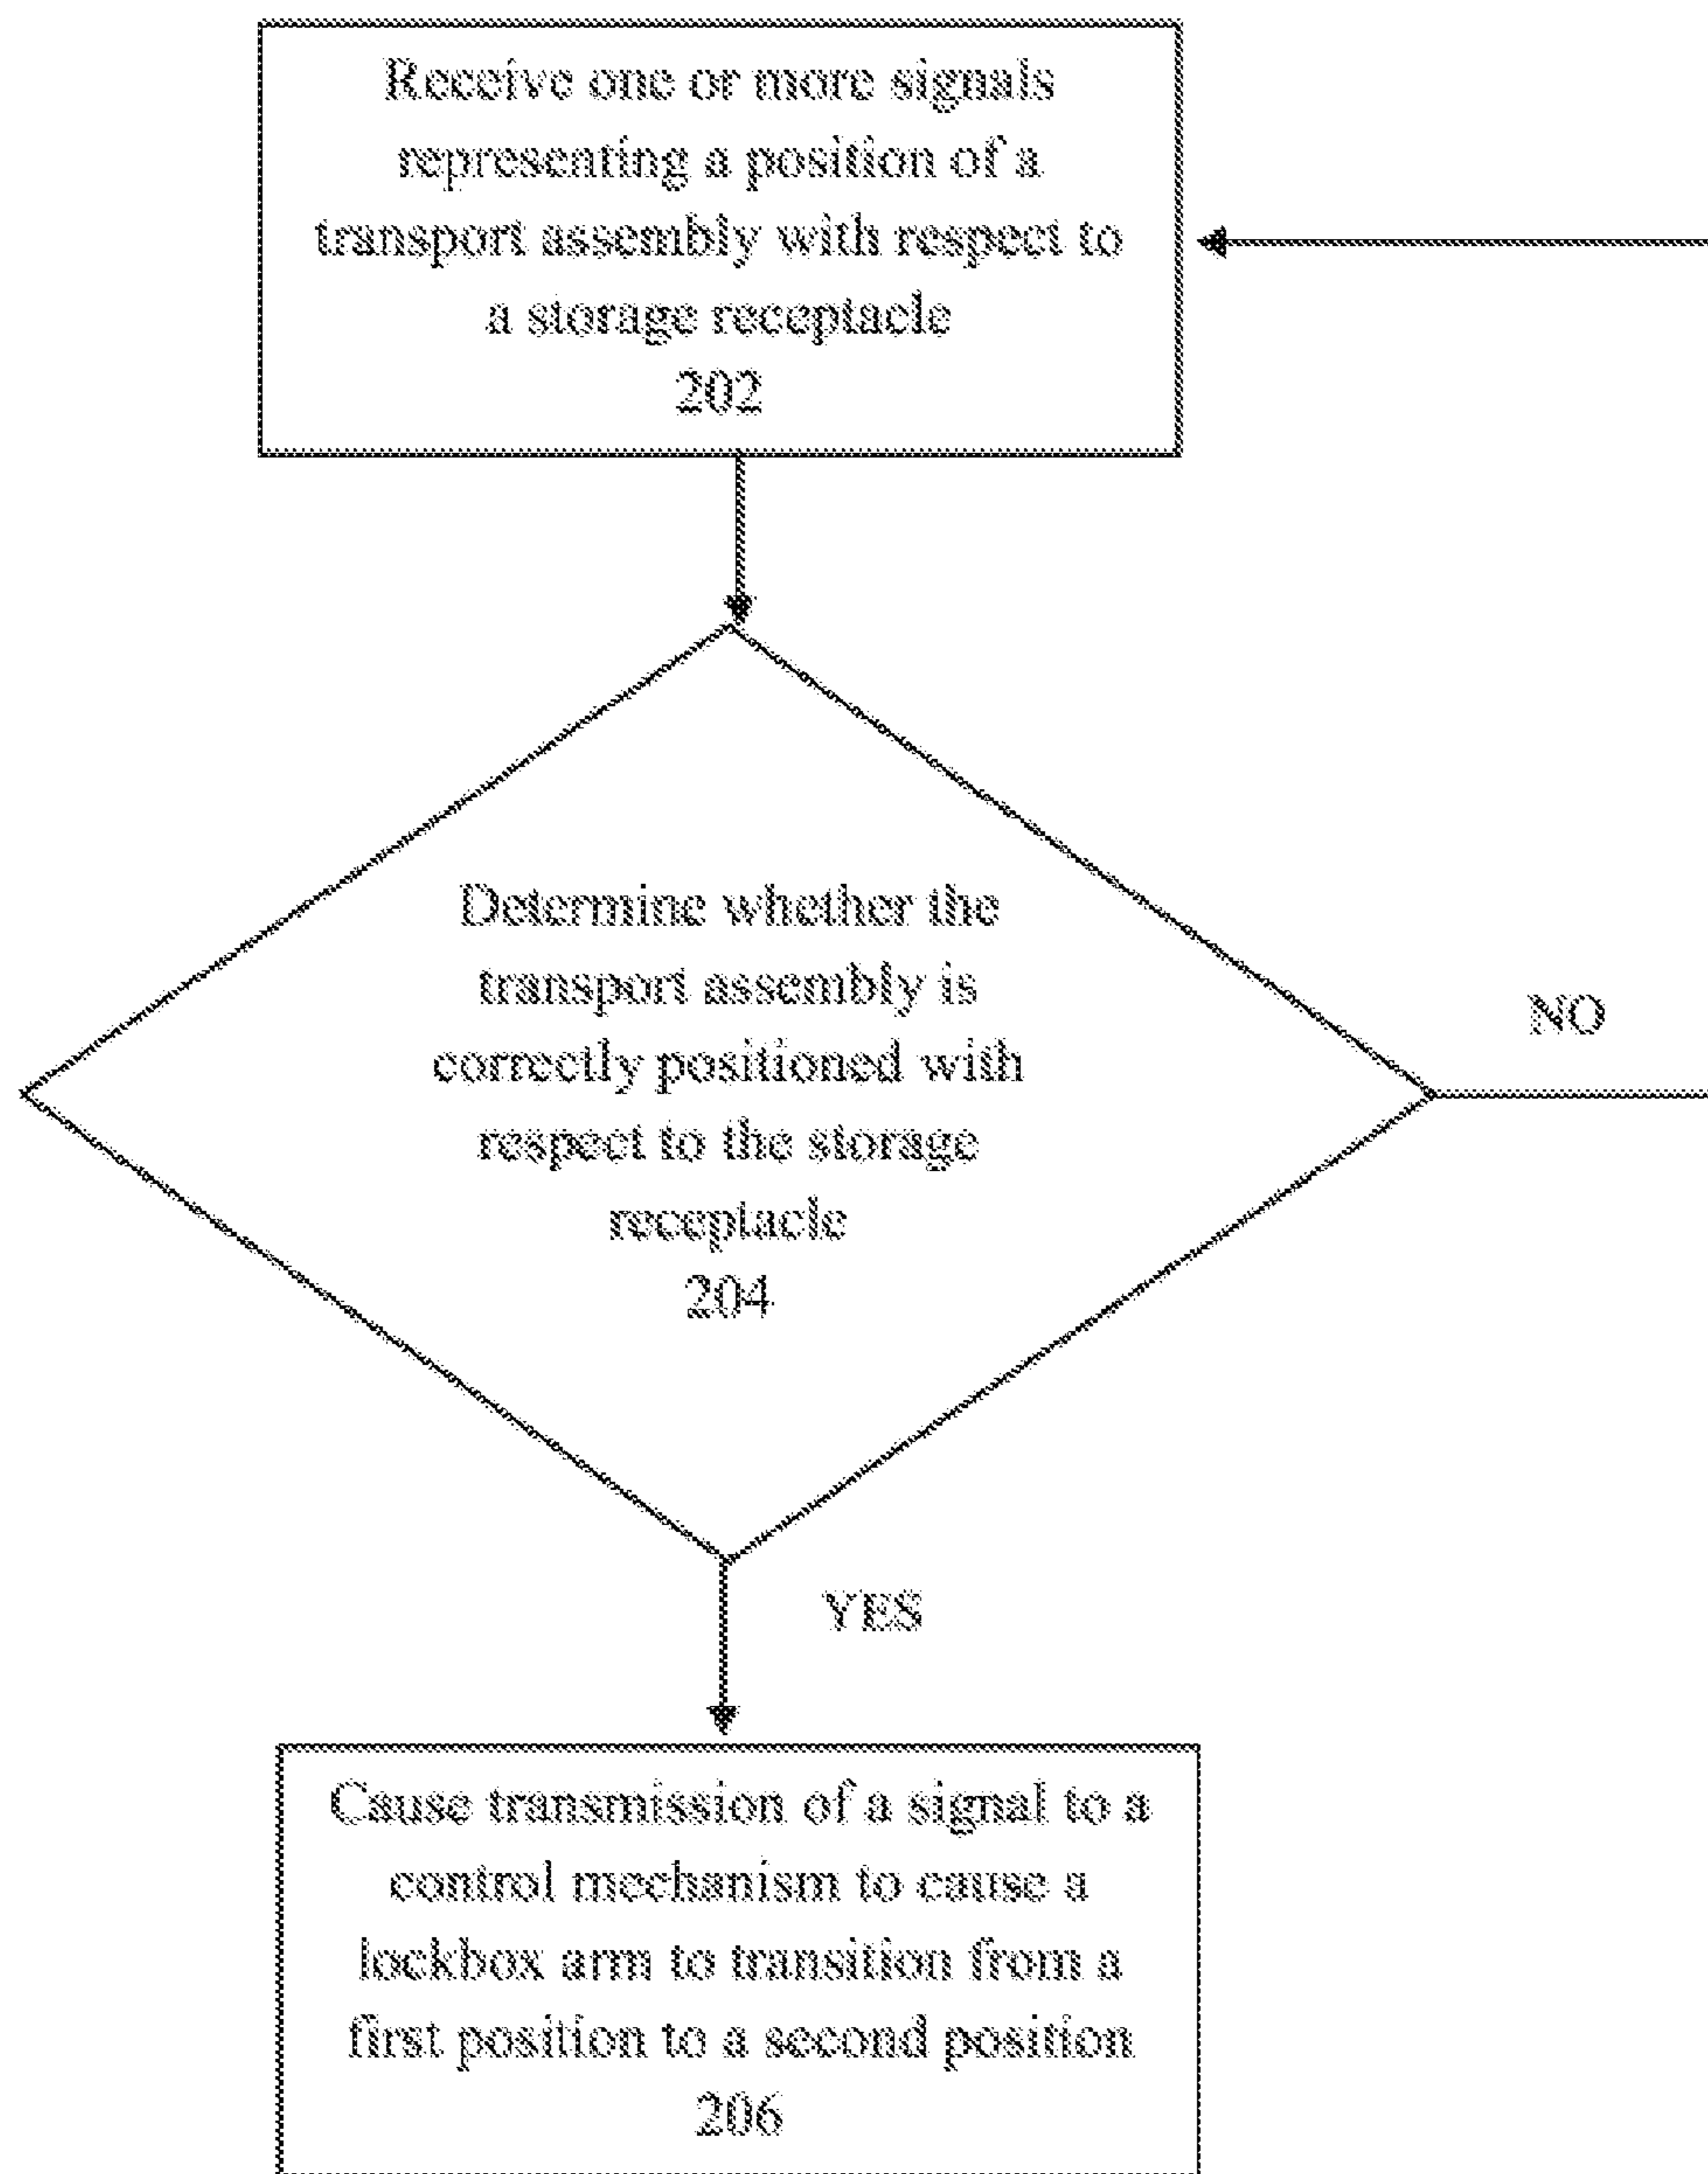 Receive one or more signals
representing a position of a
transport assembly with respect to
a storage receptacle
202
Determine whether the
transport assembly is
correctly positioned with
respect to the storage
receptacle
204
NO
YES
Cause transmission of a signal to a
control mechanism to cause a
lockbox arm to transition from a
first position to a second position
206